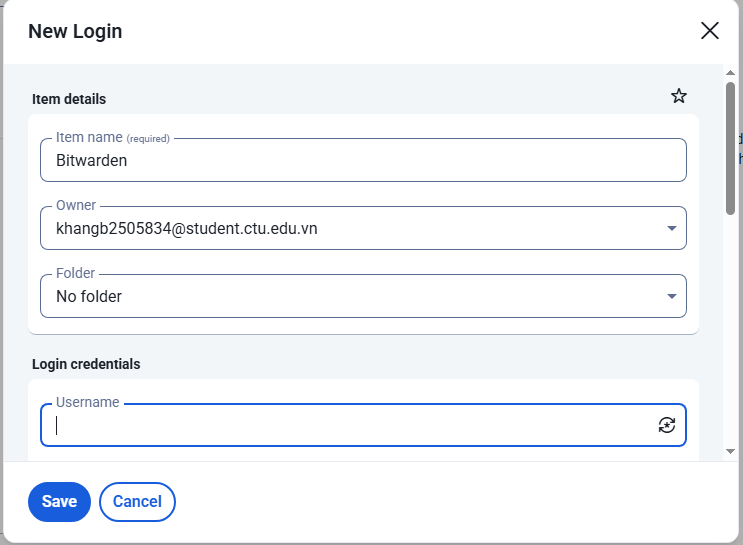 New Login
Item details
Item name (required)
Bitwarden
Owner
khangb2505834@student.ctu.edu.vn
Folder
No folder
Login credentials
Username
Save
Cancel